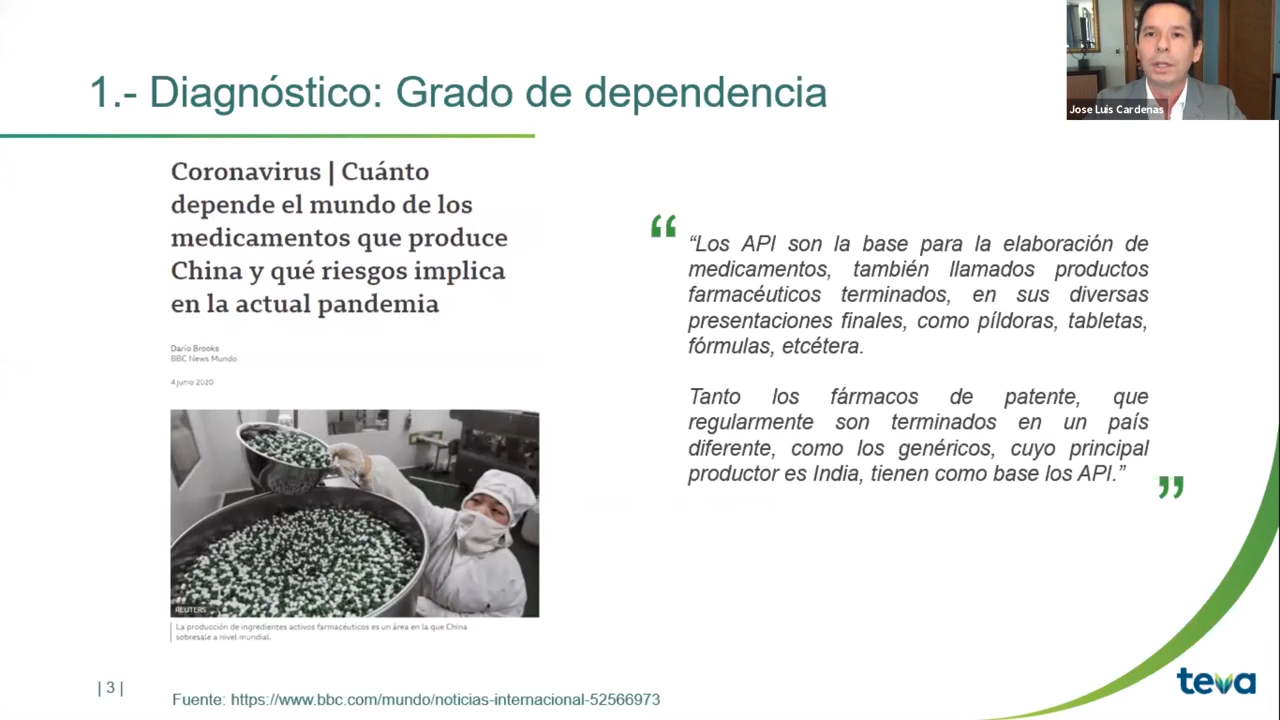 1.- Diagnóstico: Grado de dependencia
Jose Luis Cardenas
Coronavirus | Cuánto
depende el mundo de los
medicamentos que produce
China y qué riesgos implica
en la actual pandemia
Dario Brooks
BBC News Mundo
4 junio 2020
REUTERS
La producción de ingredientes activos farmacéuticos es un área en la que China
sobresale a nivel mundial.
“
“Los API son la base para la elaboración de
medicamentos, también llamados productos
farmacéuticos terminados, en sus diversas
presentaciones finales, como píldoras, tabletas,
fórmulas, etcétera.
Tanto los fármacos de patente, que
regularmente son terminados en un país
diferente, como los genéricos, cuyo principal
productor es India, tienen como base los API.”
”
| 3 |
Fuente: https://www.bbc.com/mundo/noticias-internacional-52566973
teva